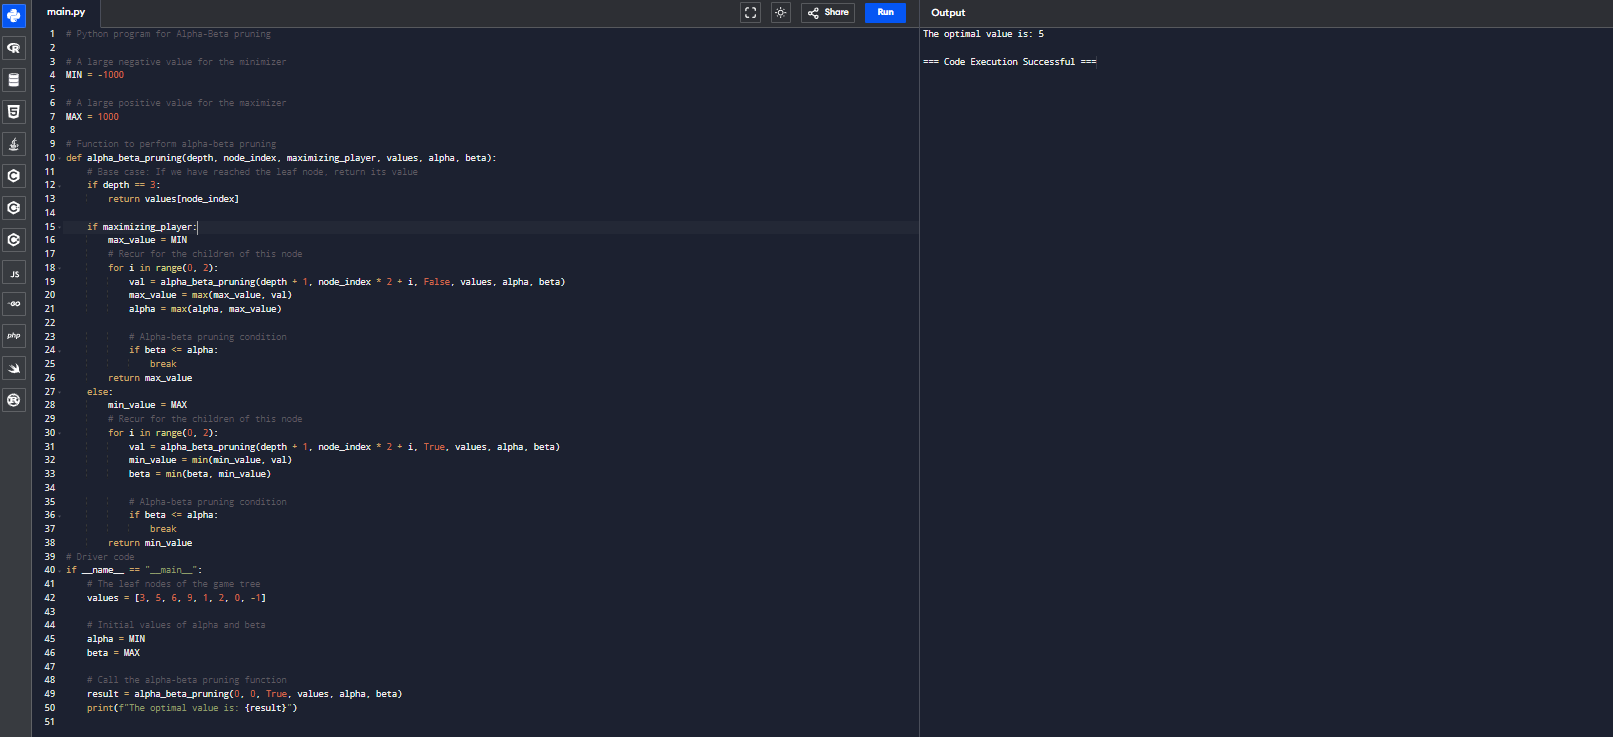 main.py
Share
Run
Output
JS
php
1 # Python program for Alpha-Beta pruning
2
3 # A large negative value for the minimizer
4 MIN = -1000
5
6 # A large positive value for the maximizer
7 MAX = 1000
8
9 # Function to perform alpha-beta pruning
10 def alpha_beta_pruning(depth, node_index, maximizing_player, values, alpha, beta):
11     # Base case: If we have reached the leaf node, return its value
12     if depth == 3:
13         return values[node_index]
14
15     if maximizing_player:
16         max_value = MIN
17         # Recur for the children of this node
18         for i in range(0, 2):
19             val = alpha_beta_pruning(depth + 1, node_index * 2 + i, False, values, alpha, beta)
20             max_value = max(max_value, val)
21             alpha = max(alpha, max_value)
22
23             # Alpha-beta pruning condition
24             if beta <= alpha:
25                 break
26         return max_value
27     else:
28         min_value = MAX
29         # Recur for the children of this node
30         for i in range(0, 2):
31             val = alpha_beta_pruning(depth + 1, node_index * 2 + i, True, values, alpha, beta)
32             min_value = min(min_value, val)
33             beta = min(beta, min_value)
34
35             # Alpha-beta pruning condition
36             if beta <= alpha:
37                 break
38         return min_value
39 # Driver code
40 if __name__ == "__main__":
41     # The leaf nodes of the game tree
42     values = [3, 5, 6, 9, 1, 2, 0, -1]
43
44     # Initial values of alpha and beta
45     alpha = MIN
46     beta = MAX
47
48     # Call the alpha-beta pruning function
49     result = alpha_beta_pruning(0, 0, True, values, alpha, beta)
50     print(f"The optimal value is: {result}")
51
The optimal value is: 5
=== Code Execution Successful ===